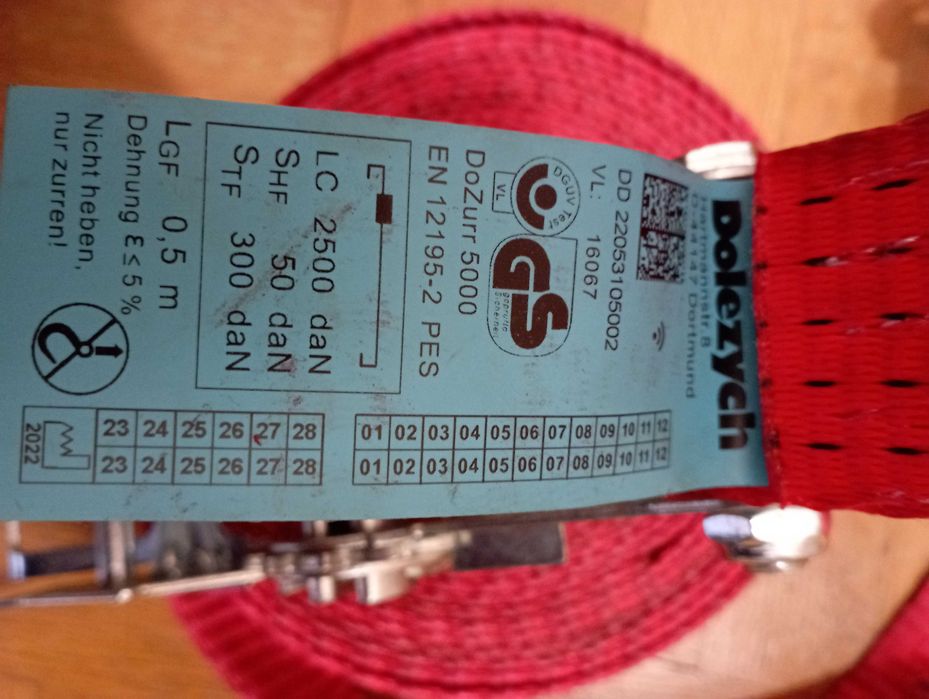 Dolezych
Hartmannstr. 8
D-44147 Dortmund
DD 22053105002
VL: 16067
DGUV Test
VL
GS
geprüfte
Sicherheit
DoZurr 5000
EN 12195-2 PES
LC 2500 daN
SHF 50 daN
STF 300 daN
LGF 0,5 m
Dehnung E ≤ 5 %
Nicht heben,
nur zurren!
01 02 03 04 05 06 07 08 09 10 11 12
01 02 03 04 05 06 07 08 09 10 11 12
23 24 25 26 27 28
23 24 25 26 27 28
2022